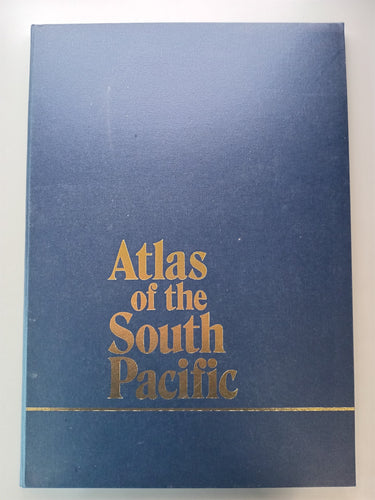 Atlas
of the
South
Pacific